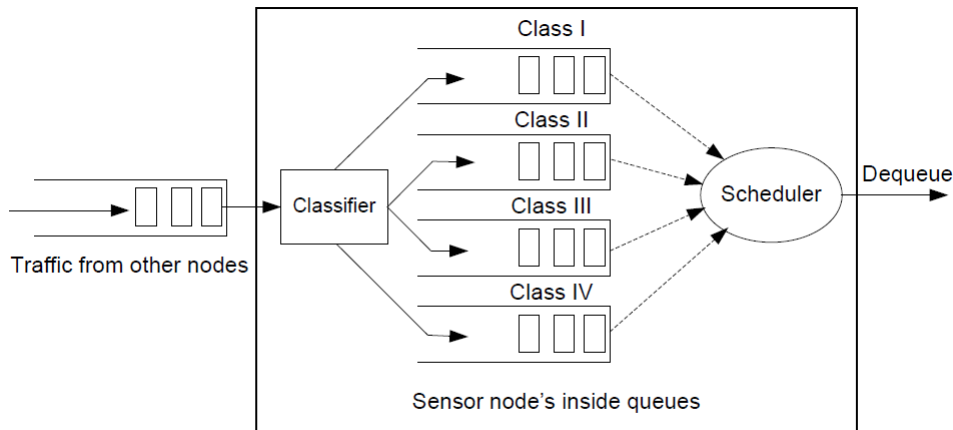 Class I
Class II
Classifier
Scheduler
Dequeue
Class III
Traffic from other nodes
Class IV
Sensor node's inside queues